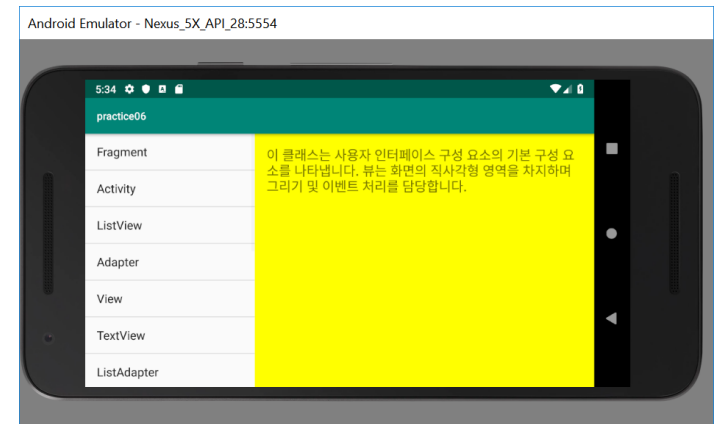 Android Emulator - Nexus_5X_API_28:5554
5:34
practice06
Fragment
Activity
ListView
Adapter
View
TextView
ListAdapter
이 클래스는 사용자 인터페이스 구성 요소의 기본 구성 요
소를 나타냅니다. 뷰는 화면의 직사각형 영역을 차지하며
그리기 및 이벤트 처리를 담당합니다.